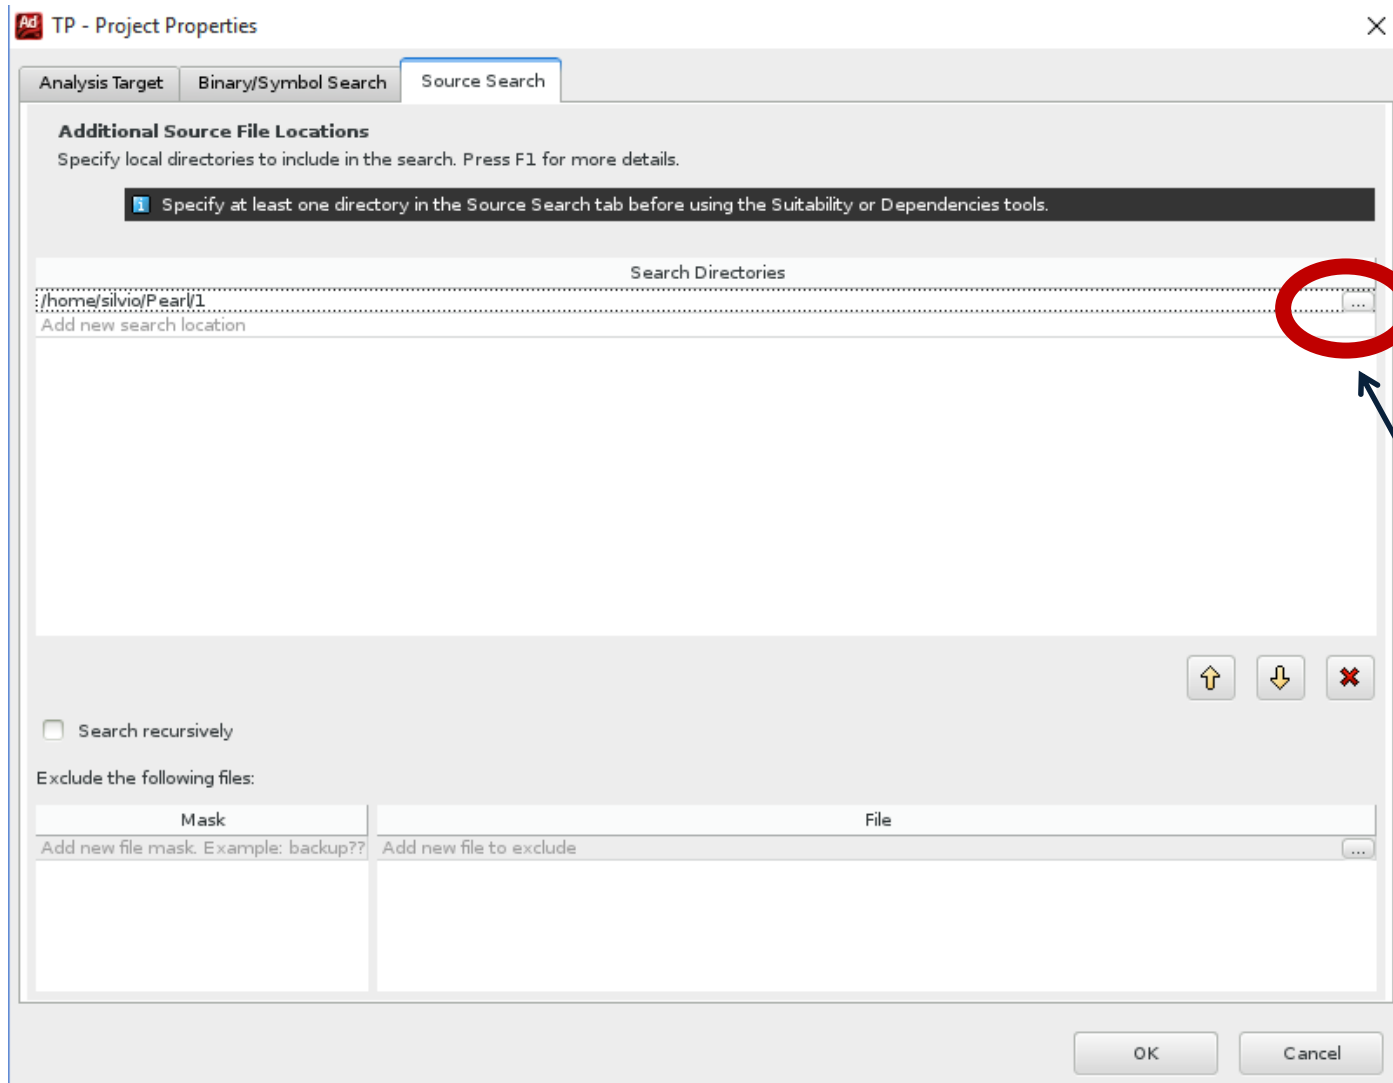 Ad TP - Project Properties
Analysis Target Binary/Symbol Search Source Search
Additional Source File Locations
Specify local directories to include in the search. Press F1 for more details.
i Specify at least one directory in the Source Search tab before using the Suitability or Dependencies tools.
Search Directories
/home/silvio/Pearl/1 ...
Add new search location
Search recursively
Exclude the following files:
Mask File
Add new file mask. Example: backup?? Add new file to exclude ...
OK Cancel